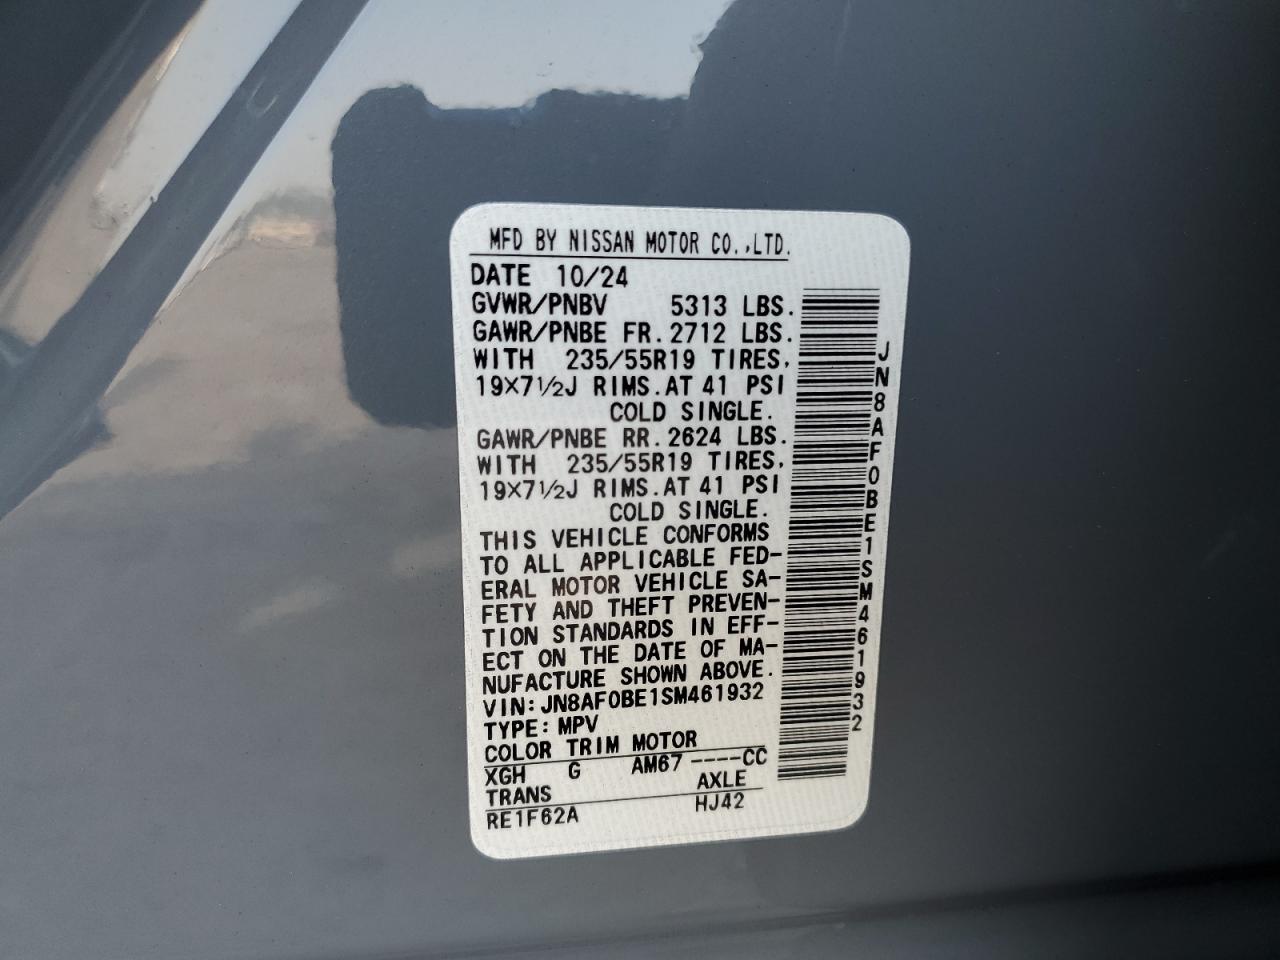 MFD BY NISSAN MOTOR CO.,LTD.
DATE 10/24
GVWR/PNBV 5313 LBS.
GAWR/PNBE FR. 2712 LBS.
WITH 235/55R19 TIRES,
19X7½J RIMS. AT 41 PSI
COLD SINGLE.
GAWR/PNBE RR. 2624 LBS.
WITH 235/55R19 TIRES,
19X7½J RIMS. AT 41 PSI
COLD SINGLE.
THIS VEHICLE CONFORMS
TO ALL APPLICABLE FED-
ERAL MOTOR VEHICLE SA-
FETY AND THEFT PREVEN-
TION STANDARDS IN EFF-
ECT ON THE DATE OF MA-
NUFACTURE SHOWN ABOVE.
VIN: JN8AF0BE1SM461932
TYPE: MPV
COLOR TRIM MOTOR
XGH G AM67 ----CC
TRANS AXLE
RE1F62A HJ42
JN8AF0BE1SM461932